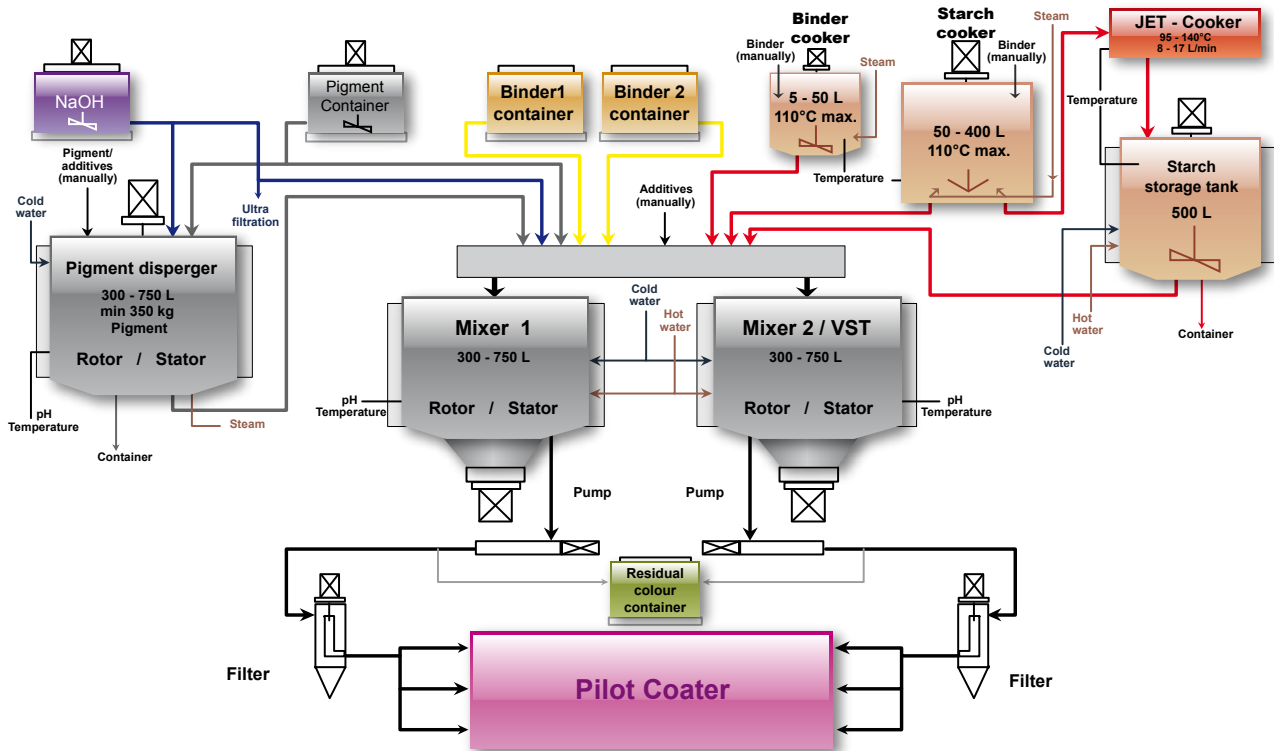 Binder
cooker
Starch
cooker
Steam
JET - Cooker
95 - 140°C
8 - 17 L/min
Binder
(manually)
Binder
(manually)
Steam
Temperature
NaOH
Pigment
Container
Binder1
container
Binder 2
container
5 - 50 L
110°C max.
50 - 400 L
110°C max.
Temperature
Starch
storage tank
500 L
Pigment/
additives
(manually)
Cold
water
Ultra
filtration
Additives
(manually)
Pigment disperger
300 - 750 L
min 350 kg
Pigment
Rotor / Stator
pH
Temperature
Container
Steam
Mixer 1
300 - 750 L
Rotor / Stator
pH
Temperature
Cold
water
Hot
water
Mixer 2 / VST
300 - 750 L
Rotor / Stator
pH
Temperature
Hot
water
Cold
water
Container
Pump
Pump
Residual
colour
container
Filter
Filter
Pilot Coater